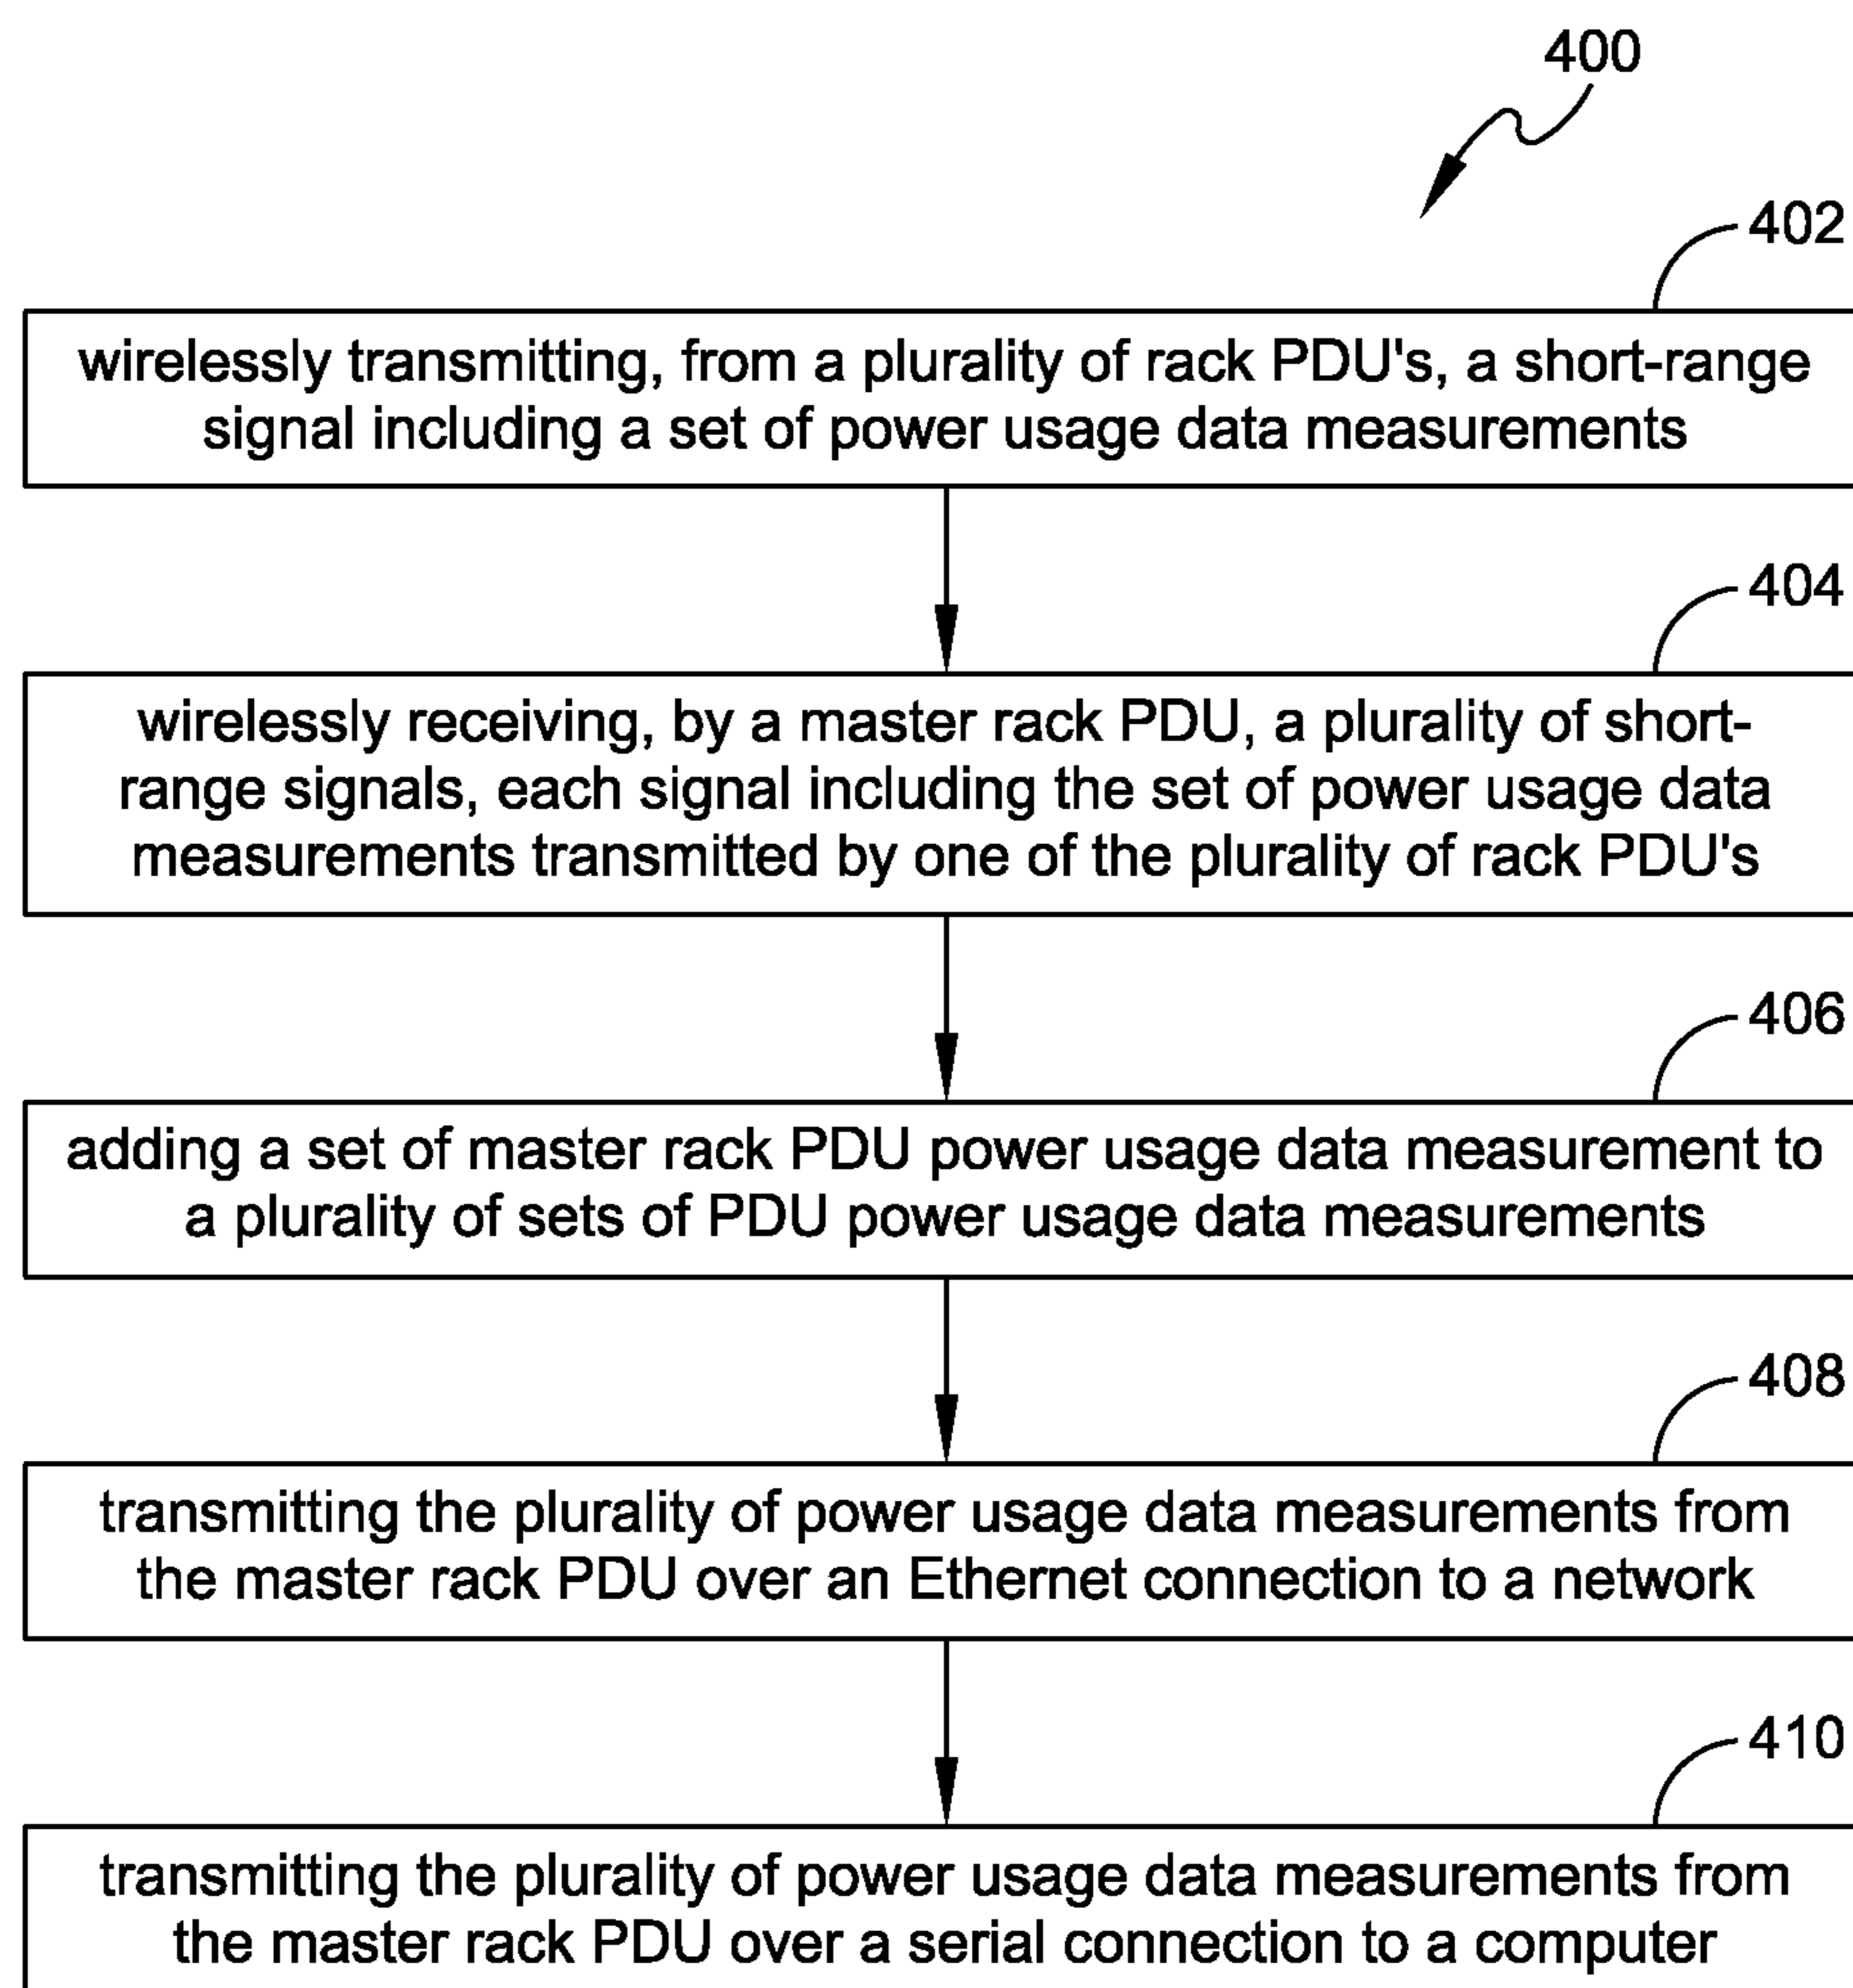 400
402
wirelessly transmitting, from a plurality of rack PDU's, a short-range
signal including a set of power usage data measurements
404
wirelessly receiving, by a master rack PDU, a plurality of short-
range signals, each signal including the set of power usage data
measurements transmitted by one of the plurality of rack PDU's
406
adding a set of master rack PDU power usage data measurement to
a plurality of sets of PDU power usage data measurements
408
transmitting the plurality of power usage data measurements from
the master rack PDU over an Ethernet connection to a network
410
transmitting the plurality of power usage data measurements from
the master rack PDU over a serial connection to a computer